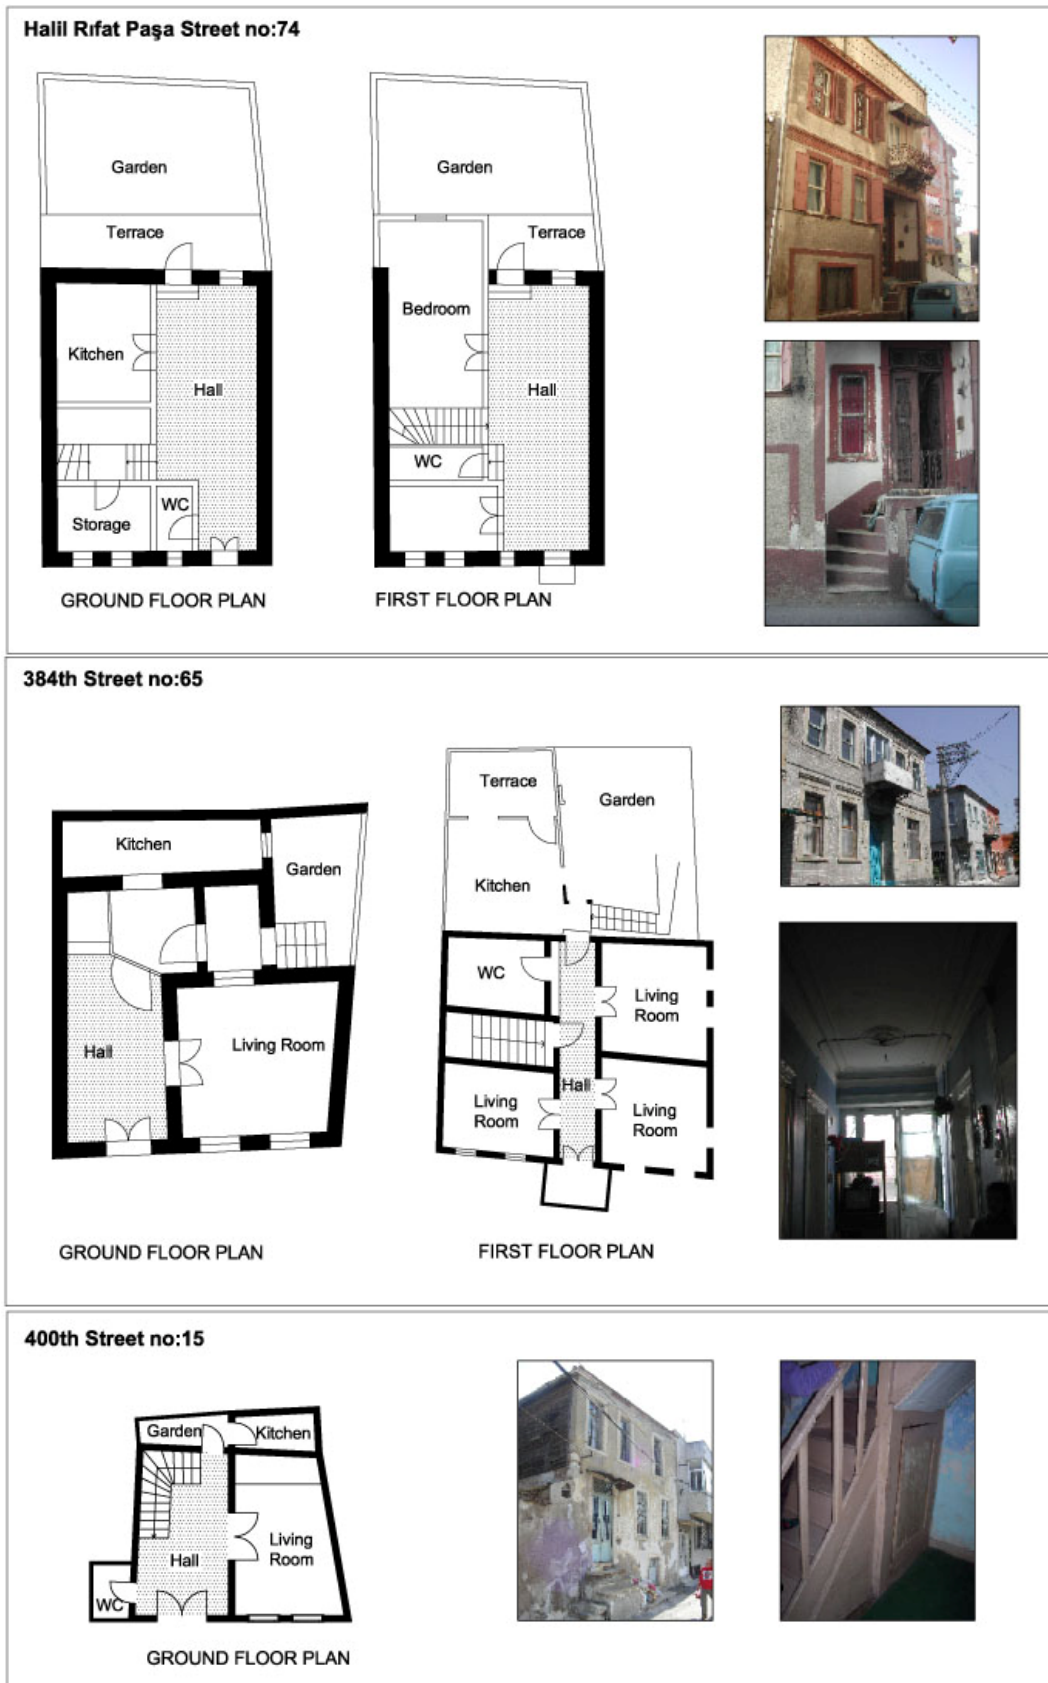 Halil Rıfat Paşa Street no:74
Garden
Terrace
Kitchen
Hall
Storage
WC
GROUND FLOOR PLAN
Garden
Terrace
Bedroom
Hall
WC
FIRST FLOOR PLAN
384th Street no:65
Kitchen
Garden
Hall
Living Room
GROUND FLOOR PLAN
Terrace
Garden
Kitchen
WC
Living
Room
Hall
Living
Room
Living
Room
FIRST FLOOR PLAN
400th Street no:15
Garden
Kitchen
Living
Room
Hall
WC
GROUND FLOOR PLAN